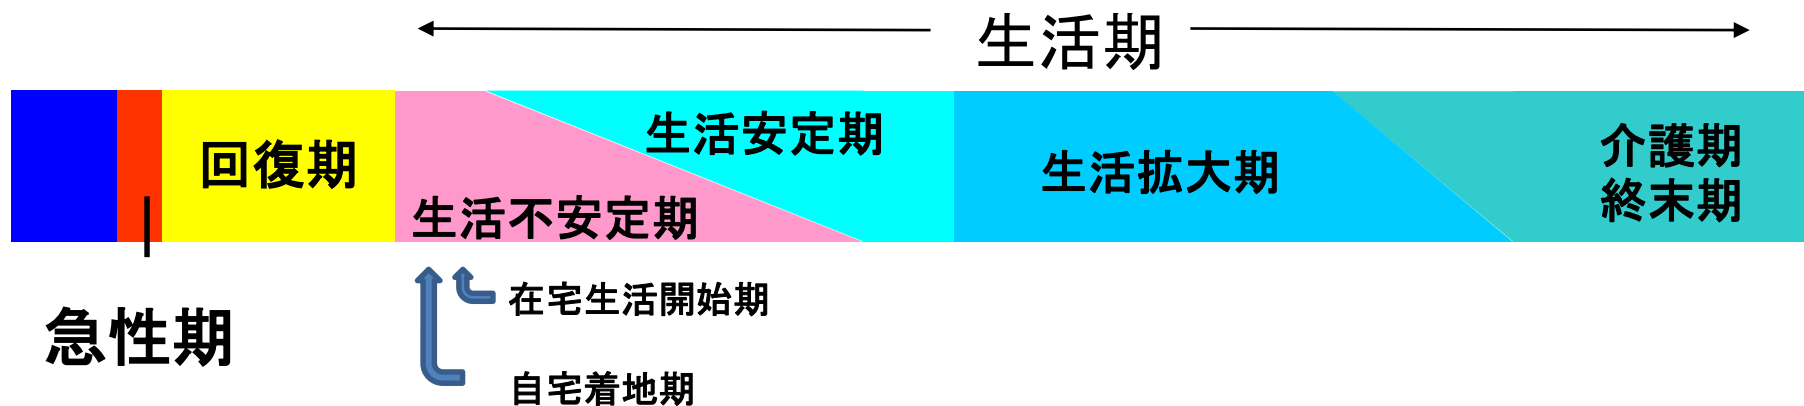 生活期
回復期
生活不安定期
生活安定期
生活拡大期
介護期
終末期
急性期
在宅生活開始期
自宅着地期